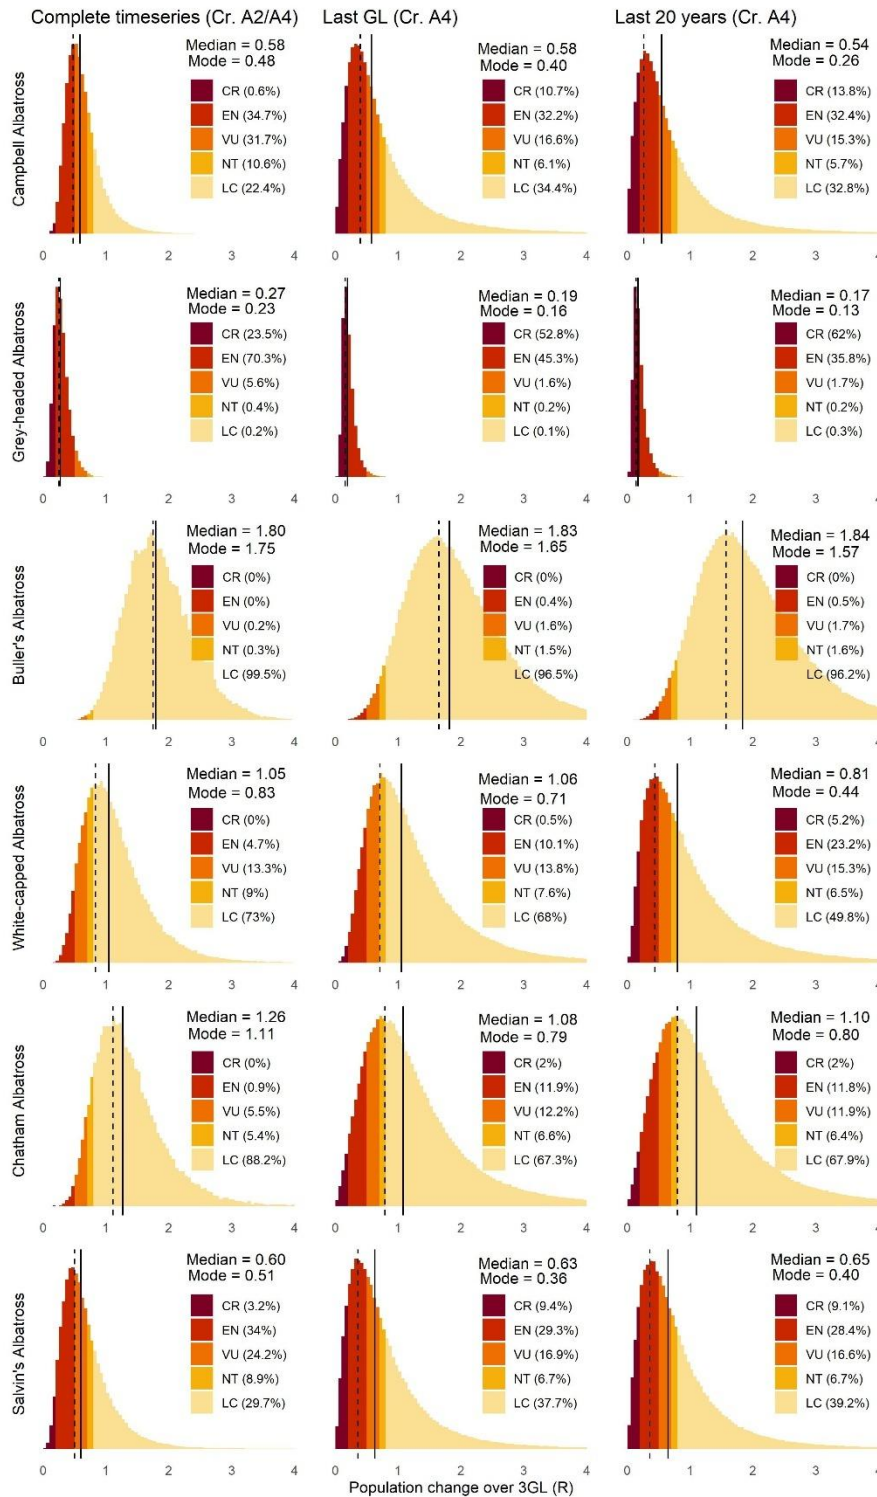 Complete timeseries (Cr. A2/A4)
Last GL (Cr. A4)
Last 20 years (Cr. A4)
Campbell Albatross
Median = 0.58
Mode = 0.48
CR (0.6%)
EN (34.7%)
VU (31.7%)
NT (10.6%)
LC (22.4%)
0 1 2 3 4
Median = 0.58
Mode = 0.40
CR (10.7%)
EN (32.2%)
VU (16.6%)
NT (6.1%)
LC (34.4%)
0 1 2 3 4
Median = 0.54
Mode = 0.26
CR (13.8%)
EN (32.4%)
VU (15.3%)
NT (5.7%)
LC (32.8%)
0 1 2 3 4
Grey-headed Albatross
Median = 0.27
Mode = 0.23
CR (23.5%)
EN (70.3%)
VU (5.6%)
NT (0.4%)
LC (0.2%)
0 1 2 3 4
Median = 0.19
Mode = 0.16
CR (52.8%)
EN (45.3%)
VU (1.6%)
NT (0.2%)
LC (0.1%)
0 1 2 3 4
Median = 0.17
Mode = 0.13
CR (62%)
EN (35.8%)
VU (1.7%)
NT (0.2%)
LC (0.3%)
0 1 2 3 4
Buller's Albatross
Median = 1.80
Mode = 1.75
CR (0%)
EN (0%)
VU (0.2%)
NT (0.3%)
LC (99.5%)
0 1 2 3 4
Median = 1.83
Mode = 1.65
CR (0%)
EN (0.4%)
VU (1.6%)
NT (1.5%)
LC (96.5%)
0 1 2 3 4
Median = 1.84
Mode = 1.57
CR (0%)
EN (0.5%)
VU (1.7%)
NT (1.6%)
LC (96.2%)
0 1 2 3 4
White-capped Albatross
Median = 1.05
Mode = 0.83
CR (0%)
EN (4.7%)
VU (13.3%)
NT (9%)
LC (73%)
0 1 2 3 4
Median = 1.06
Mode = 0.71
CR (0.5%)
EN (10.1%)
VU (13.8%)
NT (7.6%)
LC (68%)
0 1 2 3 4
Median = 0.81
Mode = 0.44
CR (5.2%)
EN (23.2%)
VU (15.3%)
NT (6.5%)
LC (49.8%)
0 1 2 3 4
Chatham Albatross
Median = 1.26
Mode = 1.11
CR (0%)
EN (0.9%)
VU (5.5%)
NT (5.4%)
LC (88.2%)
0 1 2 3 4
Median = 1.08
Mode = 0.79
CR (2%)
EN (11.9%)
VU (12.2%)
NT (6.6%)
LC (67.3%)
0 1 2 3 4
Median = 1.10
Mode = 0.80
CR (2%)
EN (11.8%)
VU (11.9%)
NT (6.4%)
LC (67.9%)
0 1 2 3 4
Salvin's Albatross
Median = 0.60
Mode = 0.51
CR (3.2%)
EN (34%)
VU (24.2%)
NT (8.9%)
LC (29.7%)
0 1 2 3 4
Median = 0.63
Mode = 0.36
CR (9.4%)
EN (29.3%)
VU (16.9%)
NT (6.7%)
LC (37.7%)
0 1 2 3 4
Median = 0.65
Mode = 0.40
CR (9.1%)
EN (28.4%)
VU (16.6%)
NT (6.7%)
LC (39.2%)
0 1 2 3 4
Population change over 3GL (R)